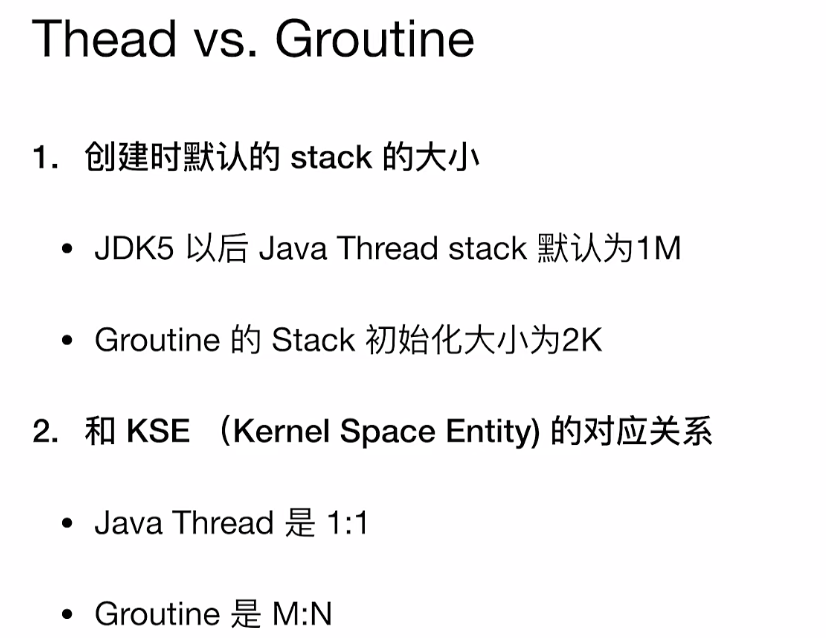 Thead vs. Groutine
1. 创建时默认的 stack 的大小
• JDK5 以后 Java Thread stack 默认为1M
• Groutine 的 Stack 初始化大小为2K
2. 和 KSE （Kernel Space Entity) 的对应关系
• Java Thread 是 1:1
• Groutine 是 M:N